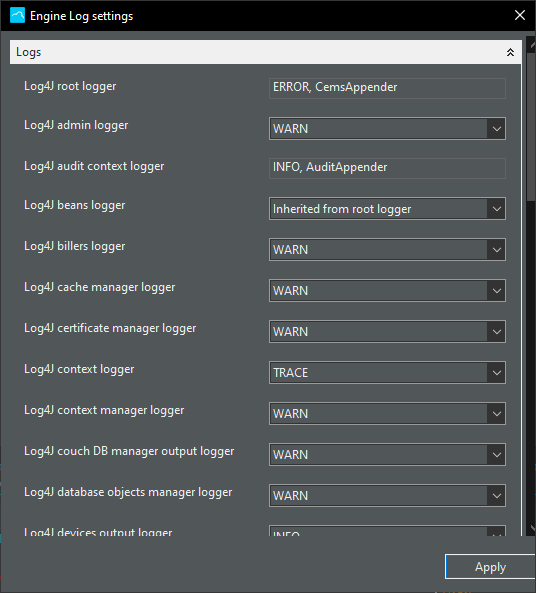 Engine Log settings
Logs
Log4J root logger ERROR, CemsAppender
Log4J admin logger WARN
Log4J audit context logger INFO, AuditAppender
Log4J beans logger Inherited from root logger
Log4J billers logger WARN
Log4J cache manager logger WARN
Log4J certificate manager logger WARN
Log4J context logger TRACE
Log4J context manager logger WARN
Log4J couch DB manager output logger WARN
Log4J database objects manager logger WARN
Log4J devices output logger INFO
Apply